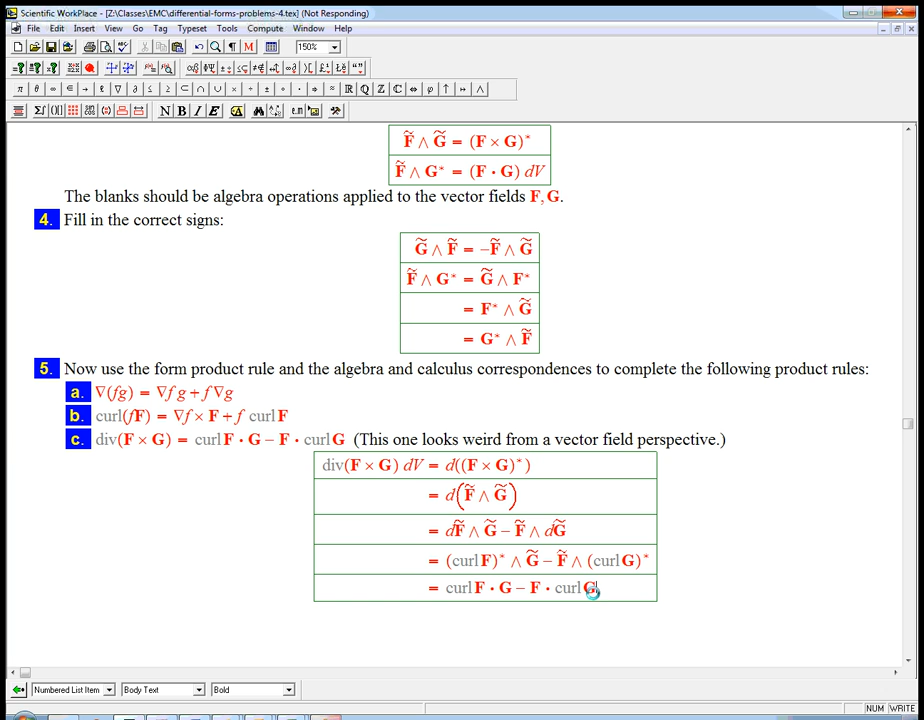 Scientific WorkPlace - [Z:\Classes\EMC\differential-forms-problems-4.tex] (Not Responding)
File Edit Insert View Go Tag Typeset Tools Compute Window Help
150%
F̃ ∧ G̃ = (F × G)*
F̃ ∧ G* = (F · G) dV
The blanks should be algebra operations applied to the vector fields F, G.
4. Fill in the correct signs:
G̃ ∧ F̃ = −F̃ ∧ G̃
F̃ ∧ G* = G̃ ∧ F*
= F* ∧ G̃
= G* ∧ F̃
5. Now use the form product rule and the algebra and calculus correspondences to complete the following product rules:
a. ∇(fg) = ∇f g + f ∇g
b. curl(fF) = ∇f × F + f curl F
c. div(F × G) = curl F · G − F · curl G (This one looks weird from a vector field perspective.)
div(F × G) dV = d((F × G)*)
= d(F̃ ∧ G̃)
= dF̃ ∧ G̃ − F̃ ∧ dG̃
= (curl F)* ∧ G̃ − F̃ ∧ (curl G)*
= curl F · G − F · curl G
Numbered List Item Body Text Bold
NUM WRITE